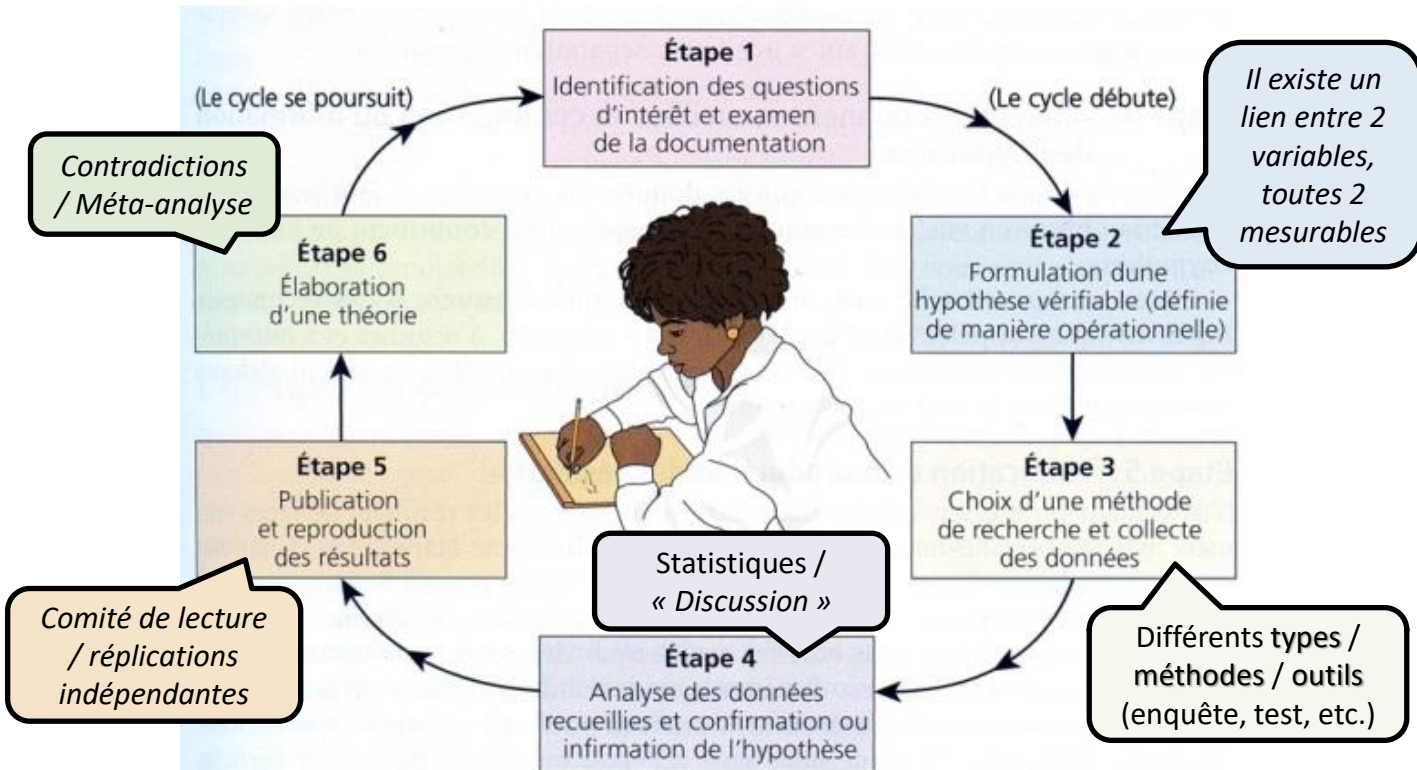 Étape 1
Identification des questions
d'intérêt et examen
de la documentation
(Le cycle se poursuit)
(Le cycle débute)
Il existe un
lien entre 2
variables,
toutes 2
mesurables
Étape 2
Formulation dune
hypothèse vérifiable (définie
de manière opérationnelle)
Étape 3
Choix d'une méthode
de recherche et collecte
des données
Différents types /
méthodes / outils
(enquête, test, etc.)
Statistiques /
« Discussion »
Étape 4
Analyse des données
recueillies et confirmation ou
infirmation de l'hypothèse
Étape 5
Publication
et reproduction
des résultats
Comité de lecture
/ réplications
indépendantes
Étape 6
Élaboration
d'une théorie
Contradictions
/ Méta-analyse